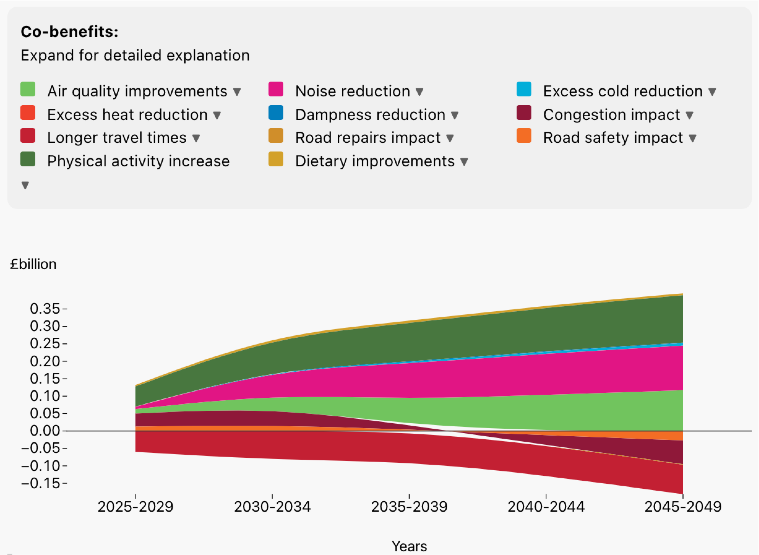 Co-benefits:
Expand for detailed explanation
Air quality improvements ▼ Noise reduction ▼ Excess cold reduction ▼
Excess heat reduction ▼ Dampness reduction ▼ Congestion impact ▼
Longer travel times ▼ Road repairs impact ▼ Road safety impact ▼
Physical activity increase Dietary improvements ▼
▼
£billion
0.35
0.30
0.25
0.20
0.15
0.10
0.05
0.00
−0.05
−0.10
−0.15
2025-2029 2030-2034 2035-2039 2040-2044 2045-2049
Years